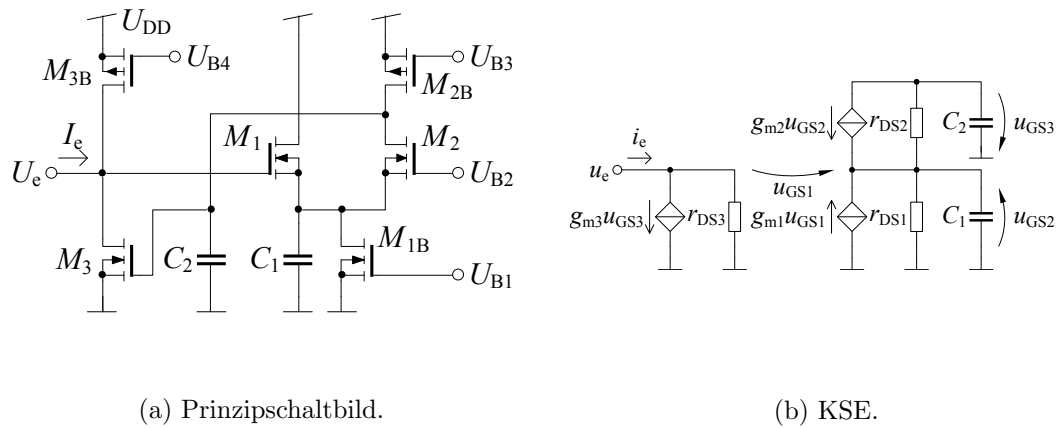 U_DD
M_3B
U_B4
U_B3
M_2B
I_e
M_1
M_2
U_e
U_B2
M_1B
M_3
C_2
C_1
U_B1
g_m2u_GS2
r_DS2
C_2
u_GS3
i_e
u_e
u_GS1
g_m3u_GS3
r_DS3
g_m1u_GS1
r_DS1
C_1
u_GS2
(a) Prinzipschaltbild.
(b) KSE.